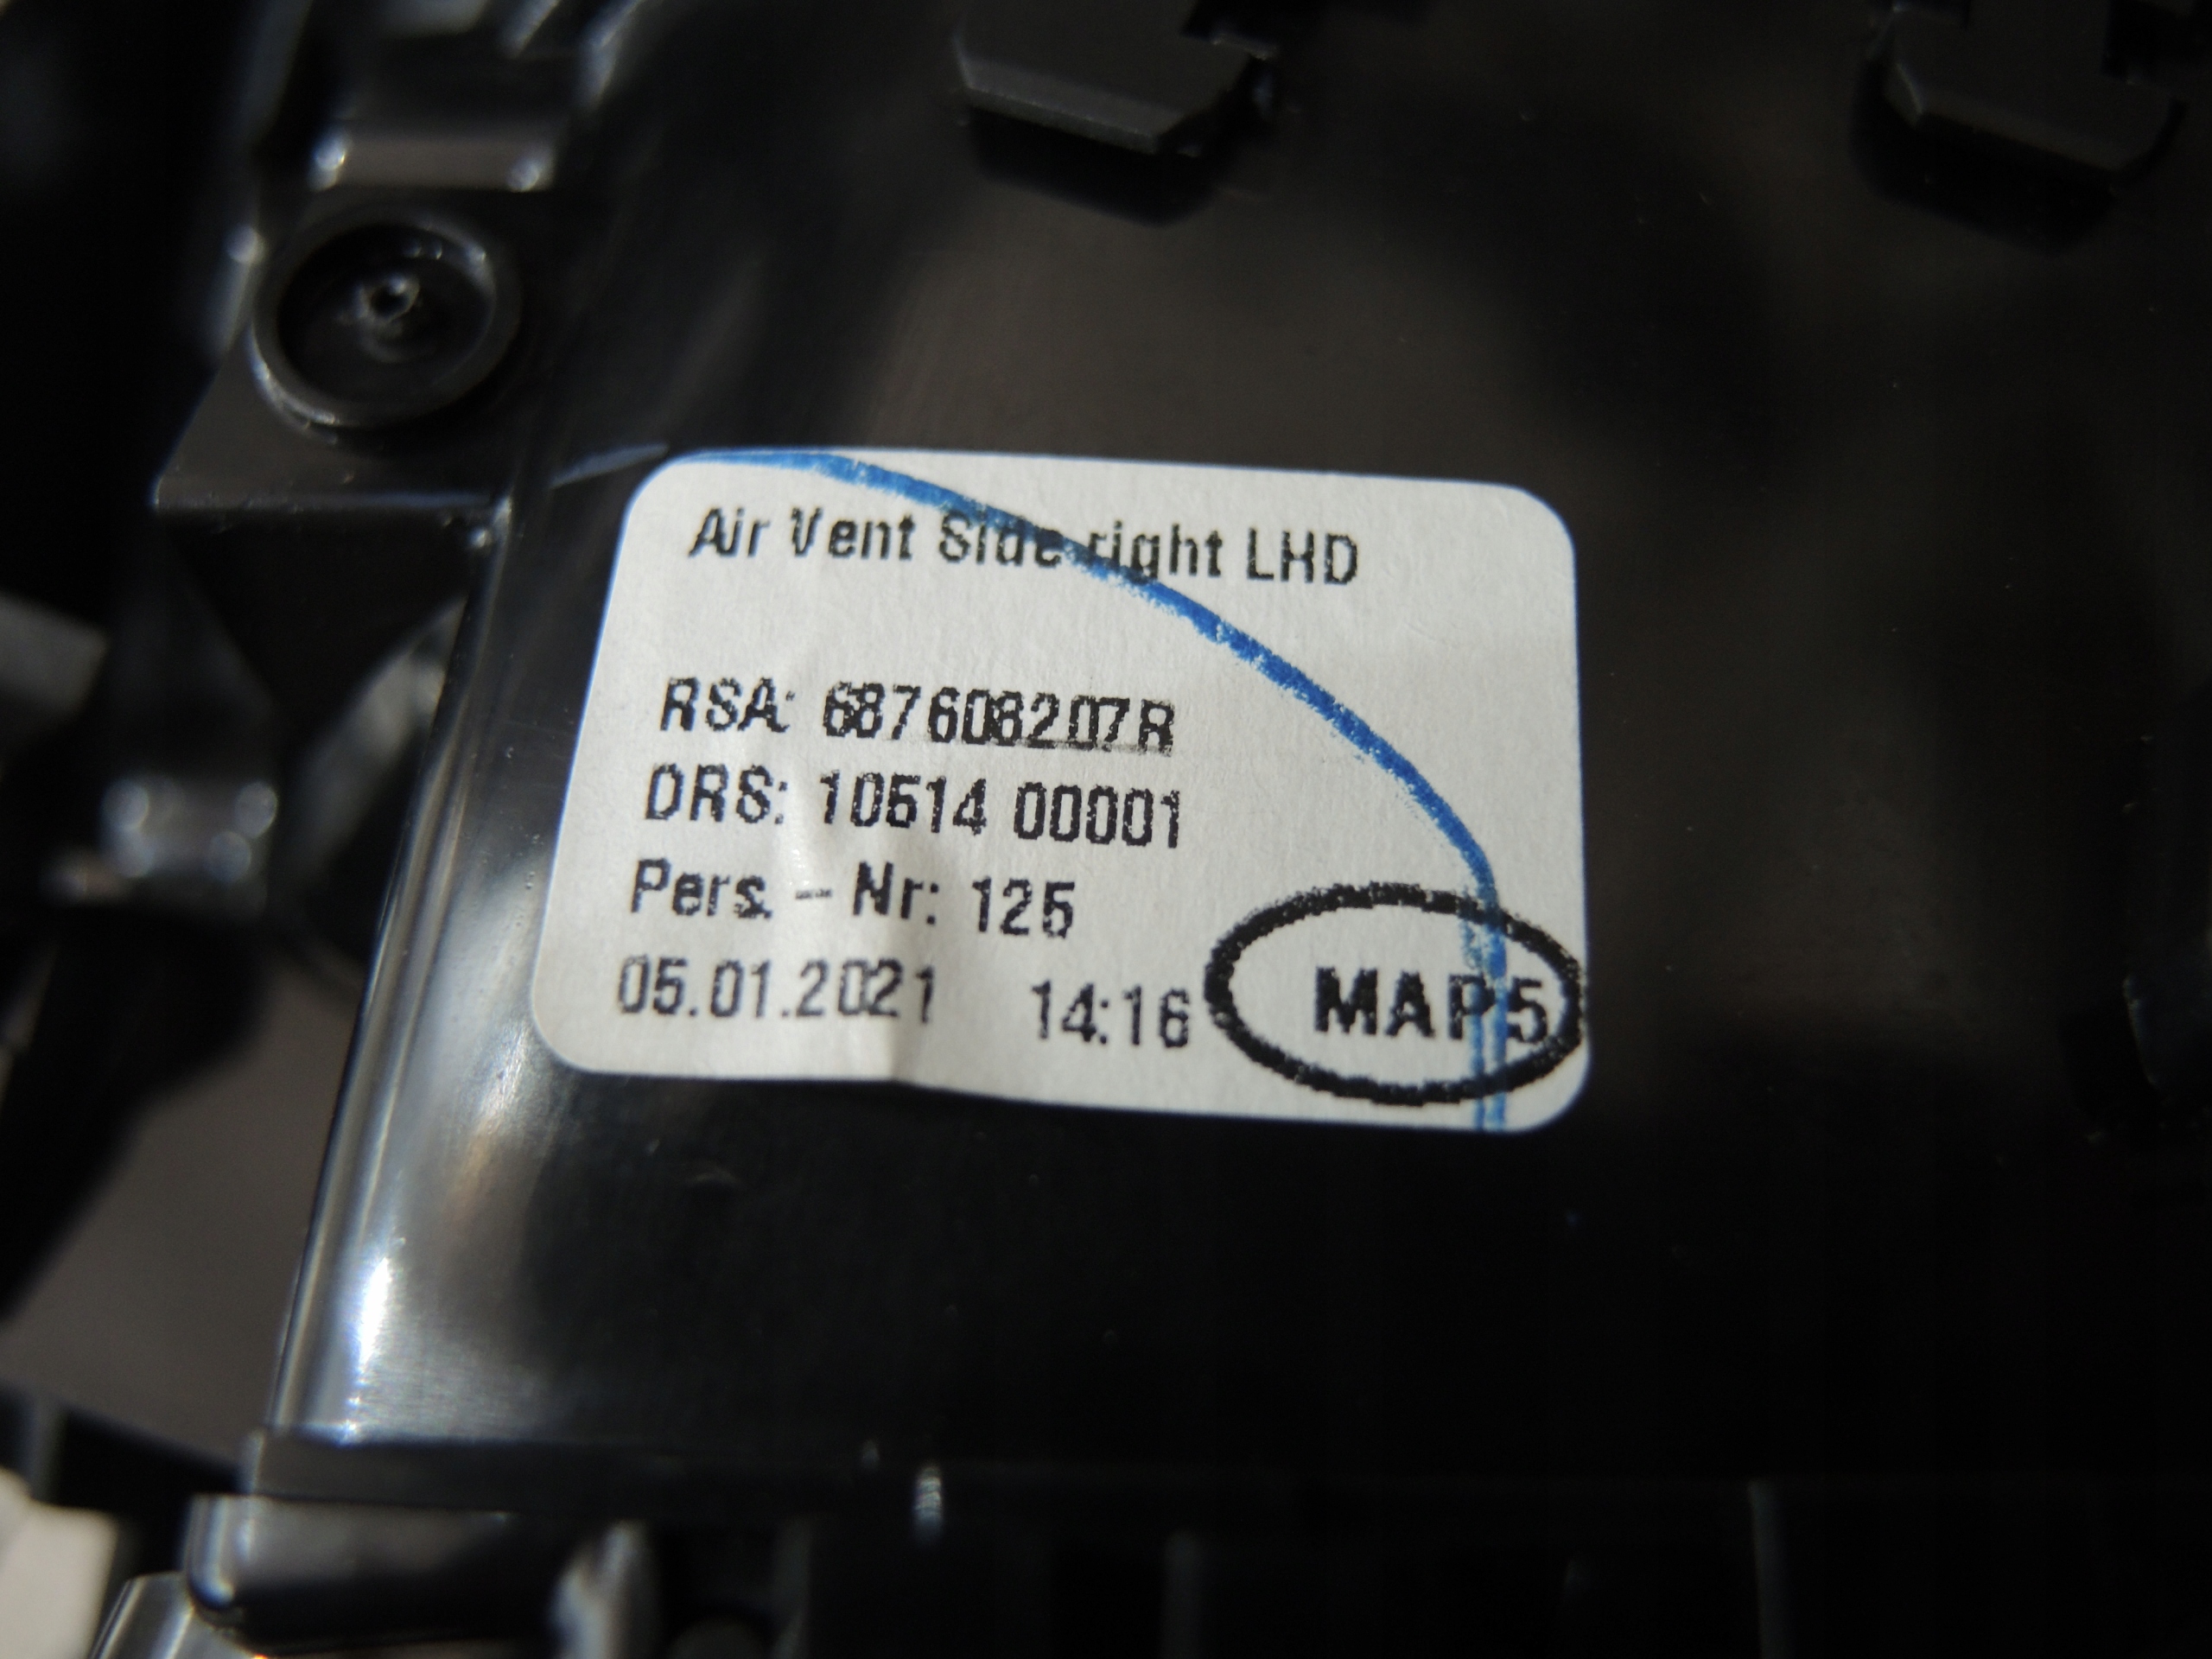 Air Vent Side right LHD
RSA: 687608207R
DRS: 10514 00001
Pers. - Nr: 125
05.01.2021 14:16 MAP5